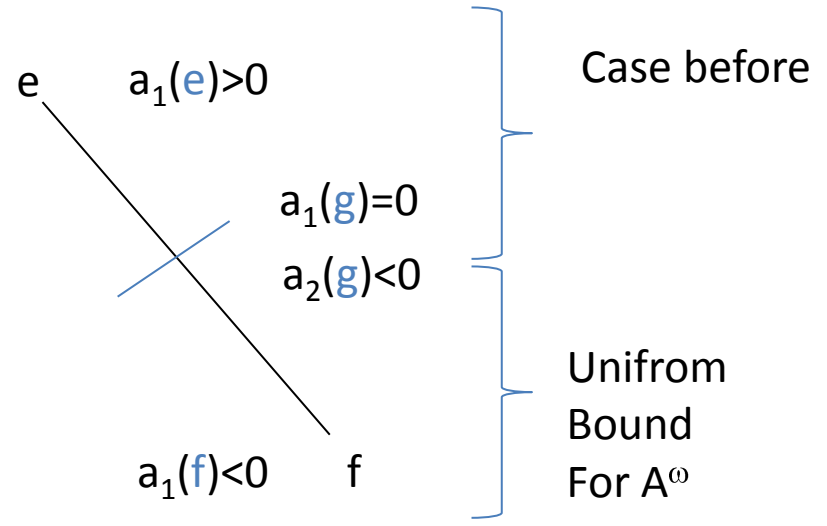 e a₁(e)>0 Case before
a₁(g)=0
a₂(g)<0
Unifrom
Bound
For Aω
a₁(f)<0 f